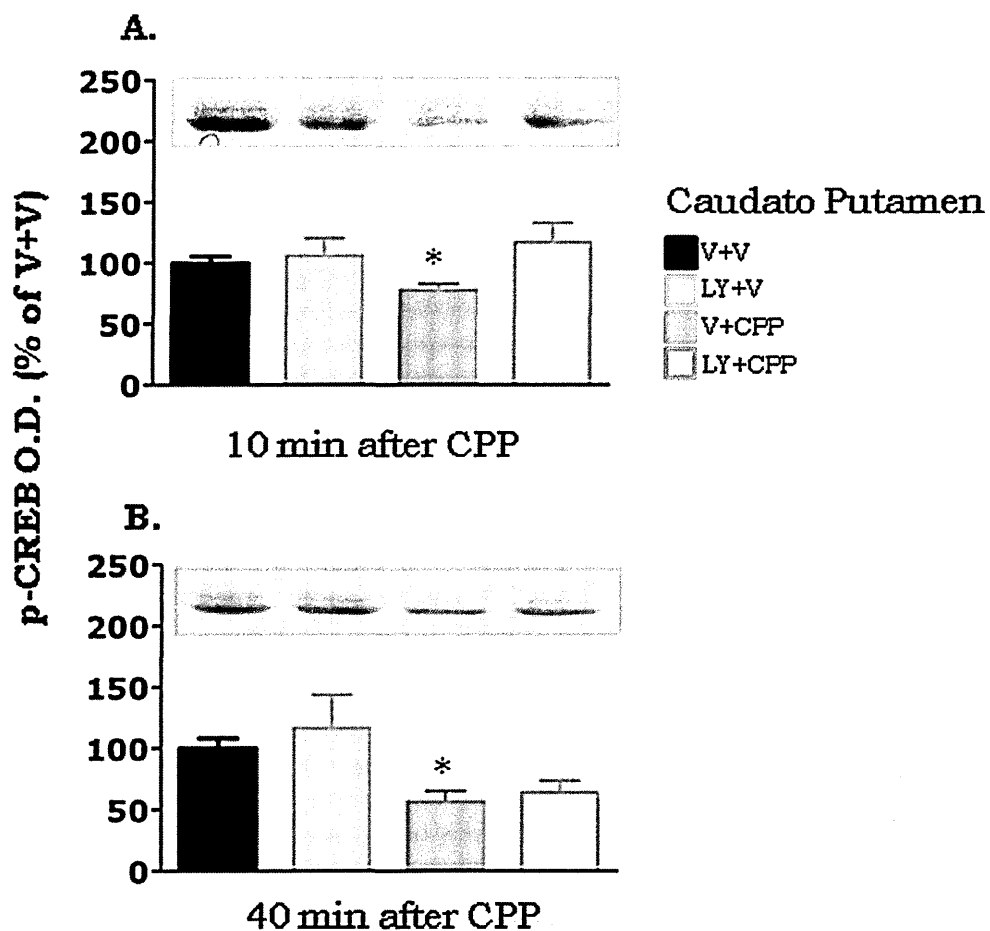 A.
250
200
150
100
50
0
*
10 min after CPP
p-CREB O.D. (% of V+V)
Caudato Putamen
V+V
LY+V
V+CPP
LY+CPP
B.
250
200
150
100
50
0
*
40 min after CPP